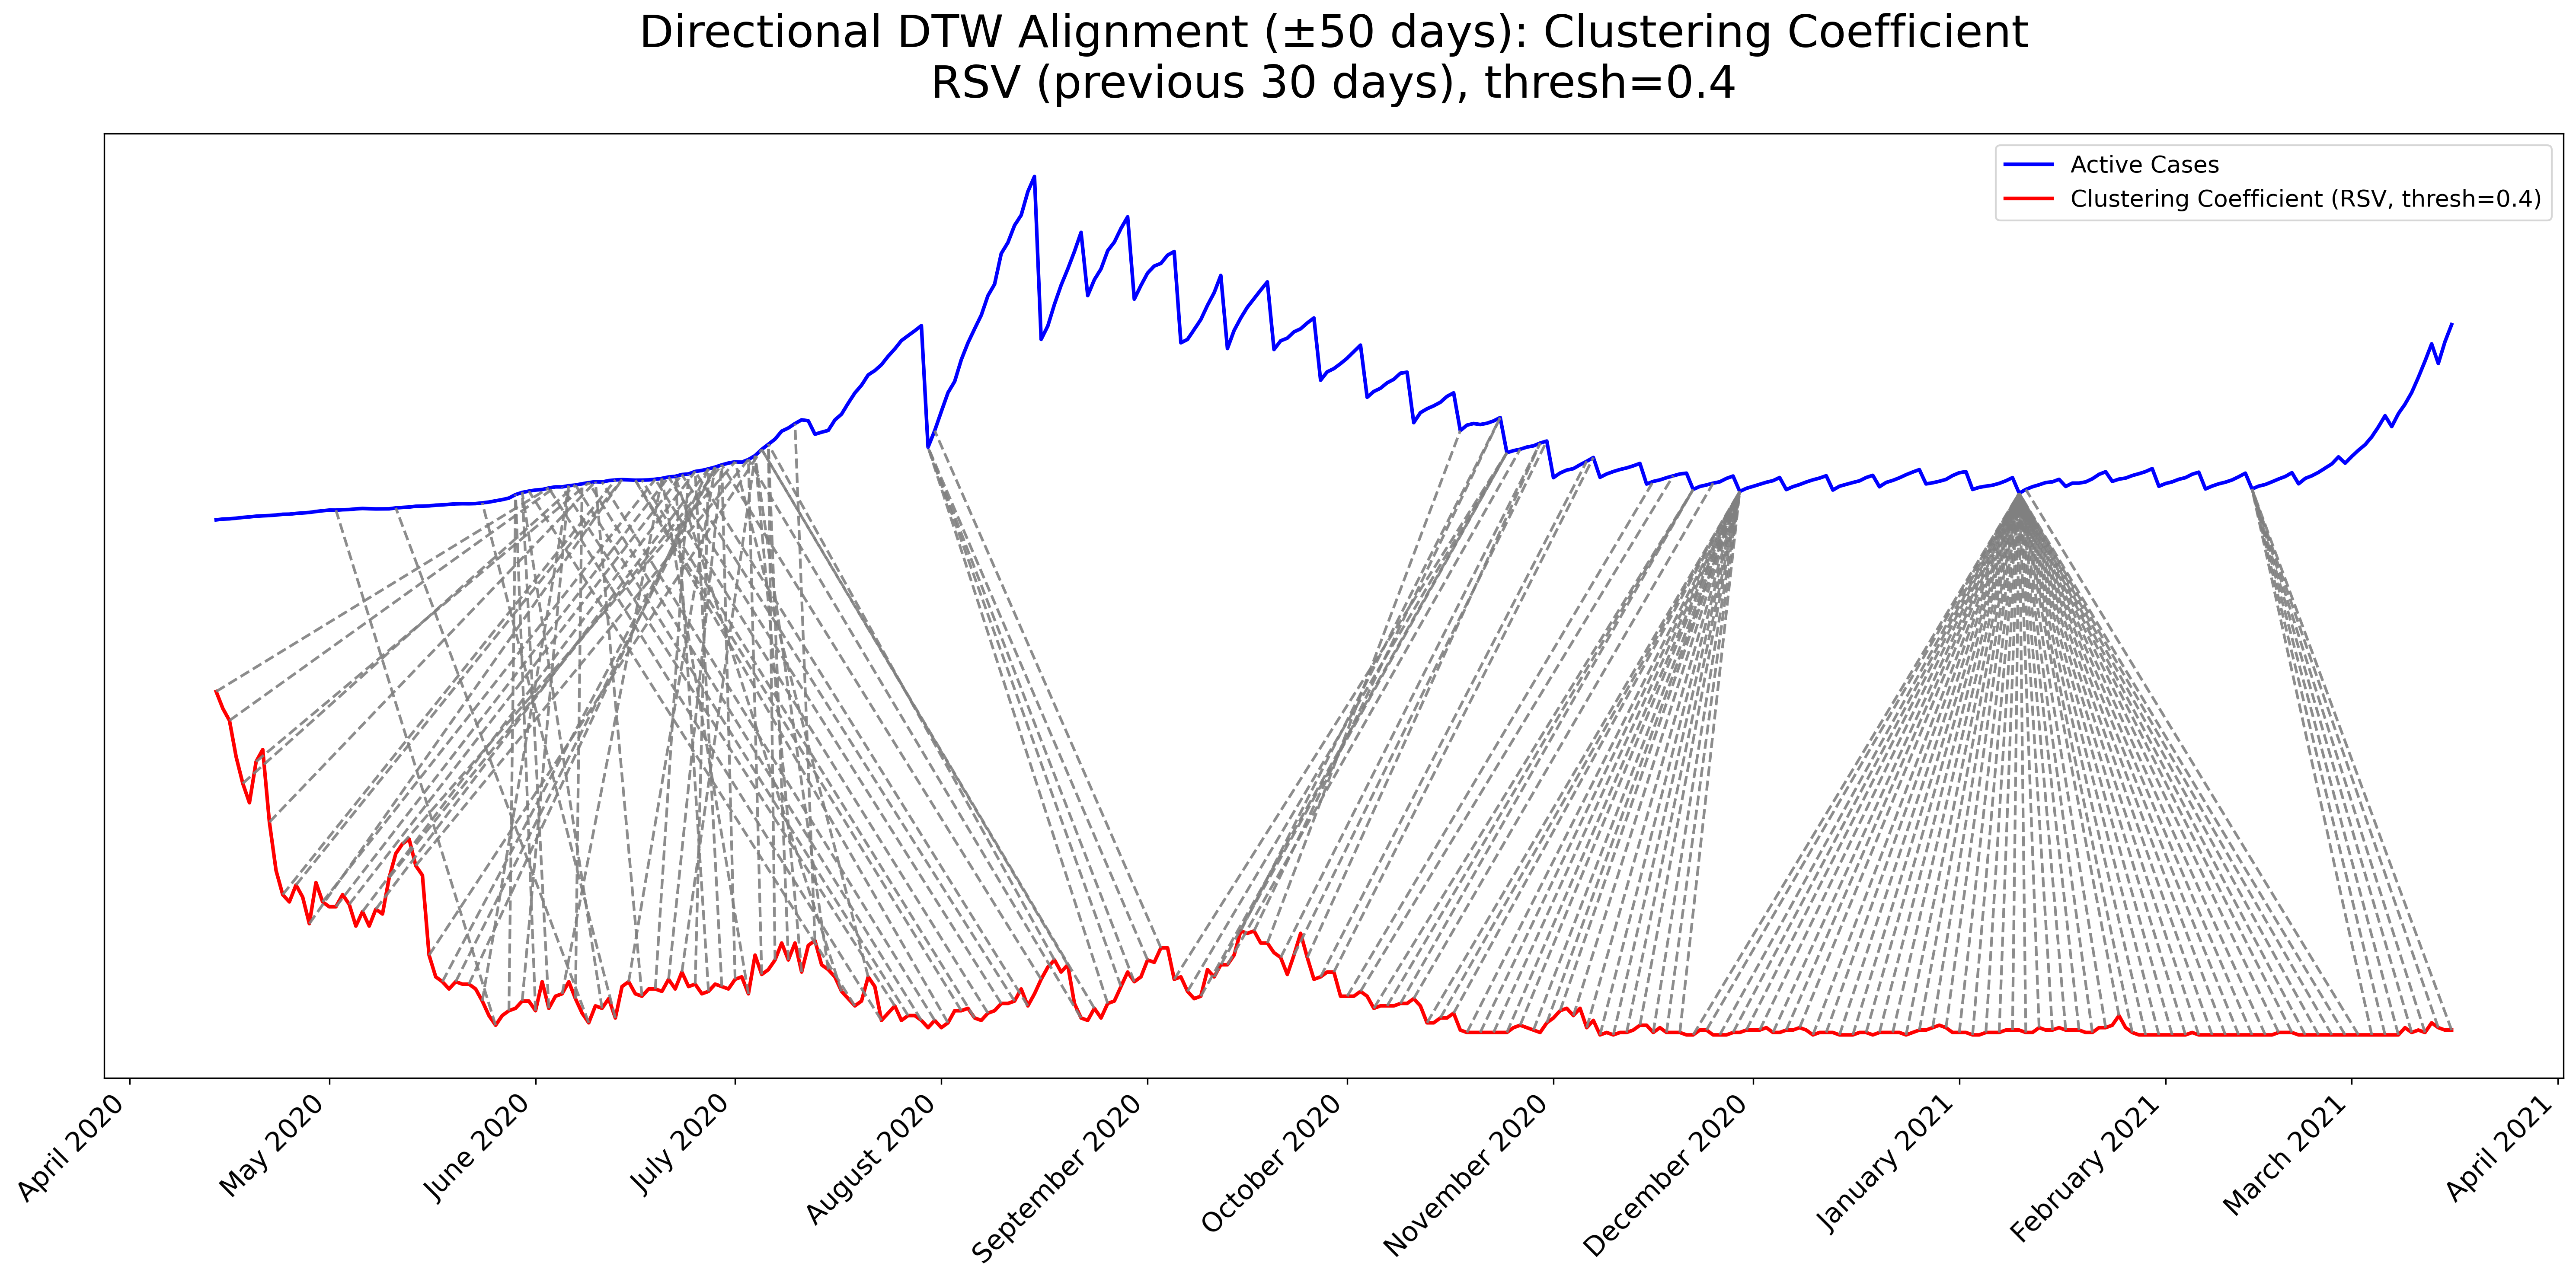 Directional DTW Alignment (±50 days): Clustering Coefficient
RSV (previous 30 days), thresh=0.4
Active Cases
Clustering Coefficient (RSV, thresh=0.4)
April 2020
May 2020
June 2020
July 2020
August 2020
September 2020
October 2020
November 2020
December 2020
January 2021
February 2021
March 2021
April 2021